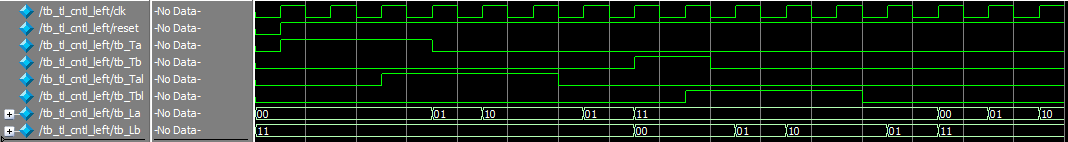 /tb_tl_cntl_left/clk -No Data-
/tb_tl_cntl_left/reset -No Data-
/tb_tl_cntl_left/tb_Ta -No Data-
/tb_tl_cntl_left/tb_Tb -No Data-
/tb_tl_cntl_left/tb_Tal -No Data-
/tb_tl_cntl_left/tb_Tbl -No Data-
/tb_tl_cntl_left/tb_La -No Data- 00 01 10 01 11 00 01 10
/tb_tl_cntl_left/tb_Lb -No Data- 11 00 01 10 01 11